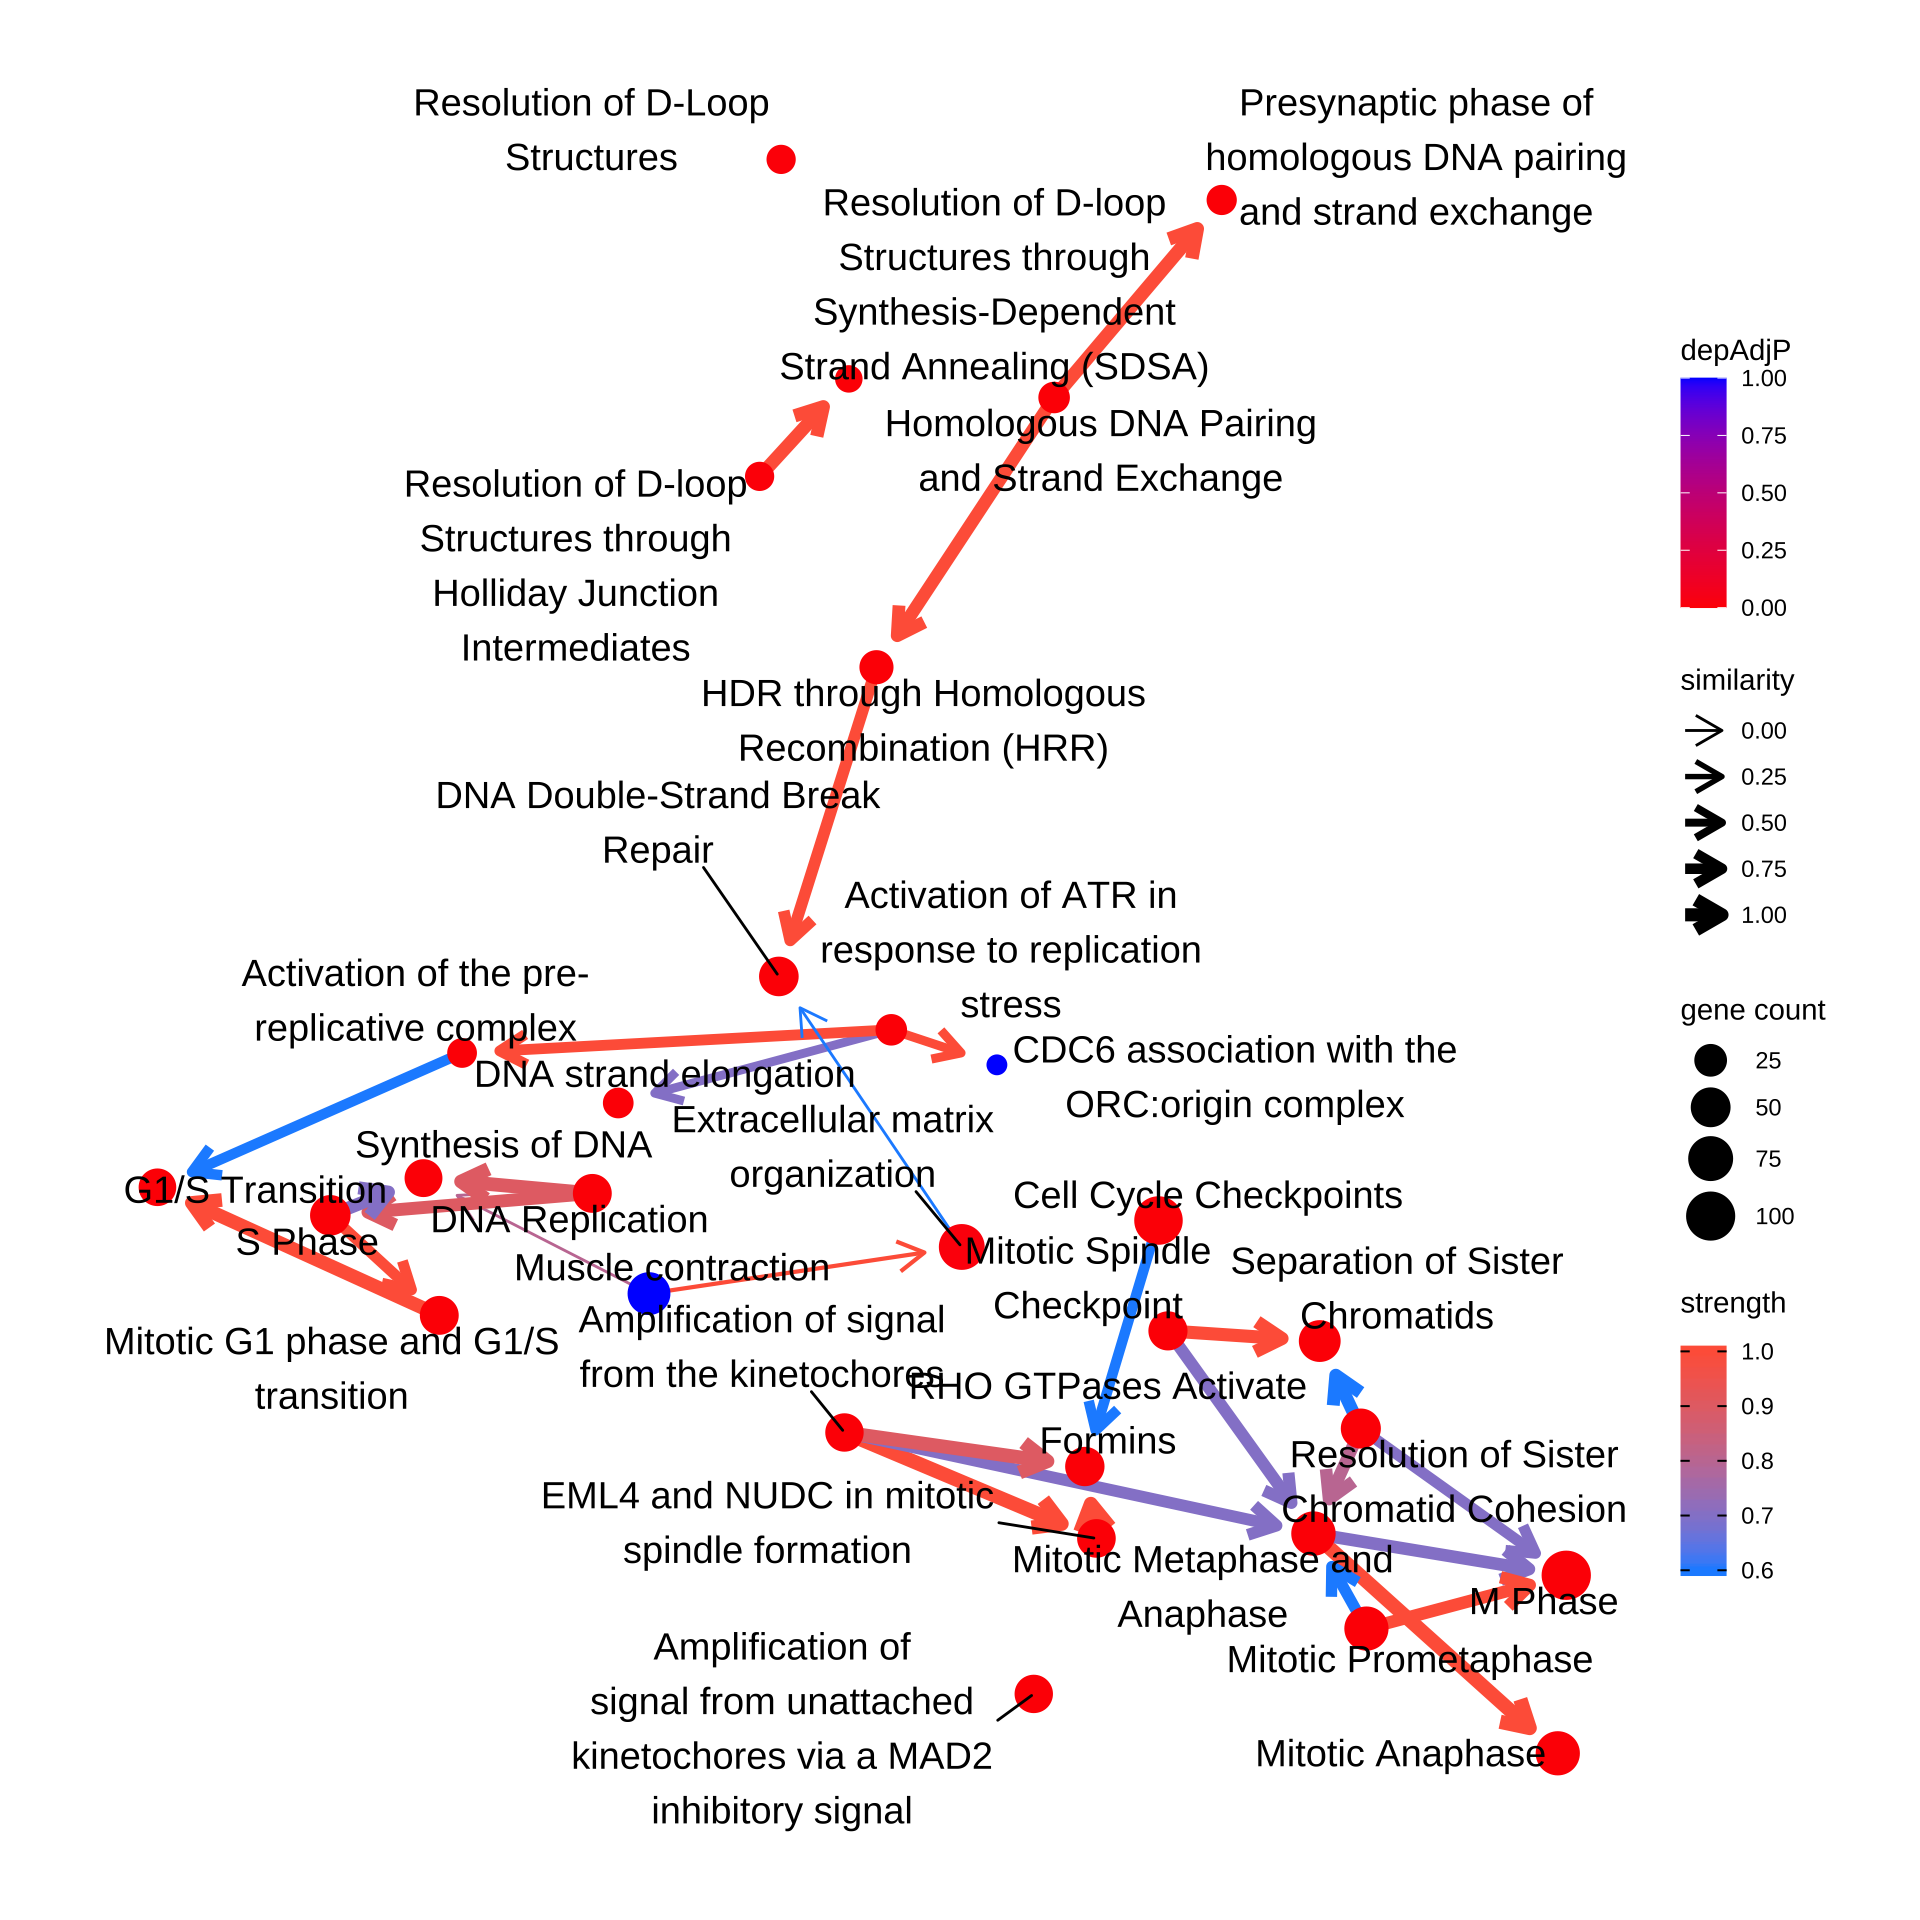 Resolution of D-Loop
Structures
Presynaptic phase of
homologous DNA pairing
and strand exchange
Resolution of D-loop
Structures through
Synthesis-Dependent
Strand Annealing (SDSA)
Homologous DNA Pairing
and Strand Exchange
Resolution of D-loop
Structures through
Holliday Junction
Intermediates
HDR through Homologous
Recombination (HRR)
DNA Double-Strand Break
Repair
Activation of ATR in
response to replication
stress
Activation of the pre-
replicative complex
CDC6 association with the
ORC:origin complex
DNA strand elongation
Extracellular matrix
organization
Synthesis of DNA
G1/S Transition
S Phase
DNA Replication
Muscle contraction
Cell Cycle Checkpoints
Mitotic Spindle
Checkpoint
Separation of Sister
Chromatids
Mitotic G1 phase and G1/S
transition
Amplification of signal
from the kinetochores
RHO GTPases Activate
Formins
Resolution of Sister
Chromatid Cohesion
EML4 and NUDC in mitotic
spindle formation
Mitotic Metaphase and
Anaphase
M Phase
Mitotic Prometaphase
Amplification of
signal from unattached
kinetochores via a MAD2
inhibitory signal
Mitotic Anaphase
depAdjP
1.00
0.75
0.50
0.25
0.00
similarity
0.00
0.25
0.50
0.75
1.00
gene count
25
50
75
100
strength
1.0
0.9
0.8
0.7
0.6